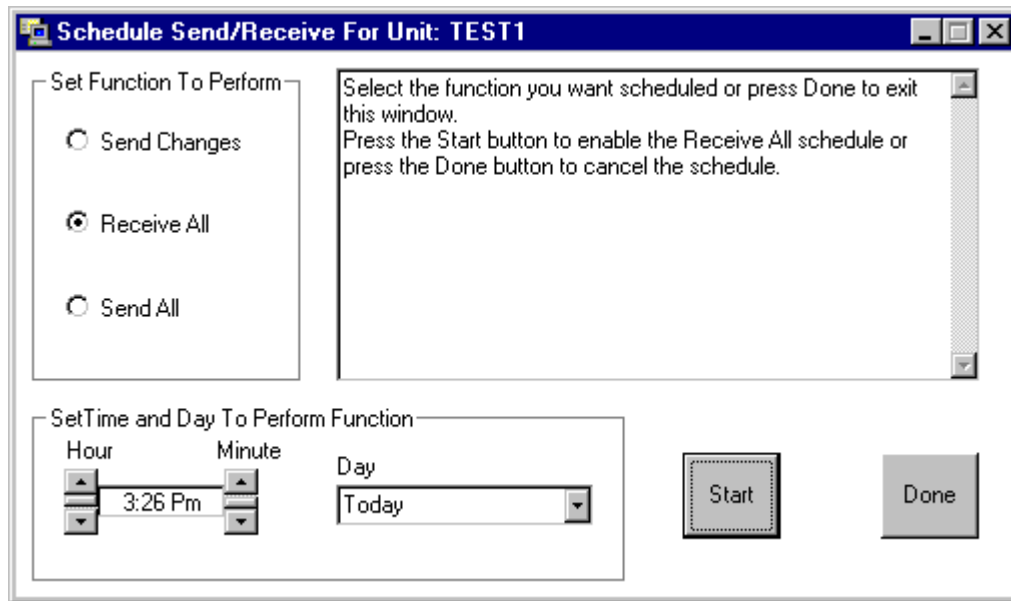 Schedule Send/Receive For Unit: TEST1
Set Function To Perform
Send Changes
Receive All
Send All
Select the function you want scheduled or press Done to exit
this window.
Press the Start button to enable the Receive All schedule or
press the Done button to cancel the schedule.
SetTime and Day To Perform Function
Hour Minute
3:26 Pm
Day
Today
Start
Done